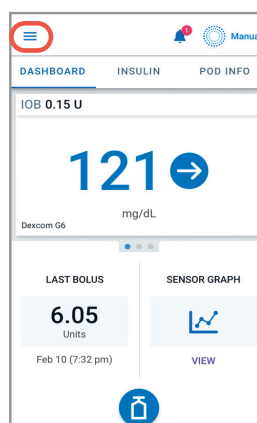 1
Manua
DASHBOARD INSULIN POD INFO
IOB 0.15 U
121
mg/dL
Dexcom G6
LAST BOLUS SENSOR GRAPH
6.05
Units
Feb 10 (7:32 pm) VIEW